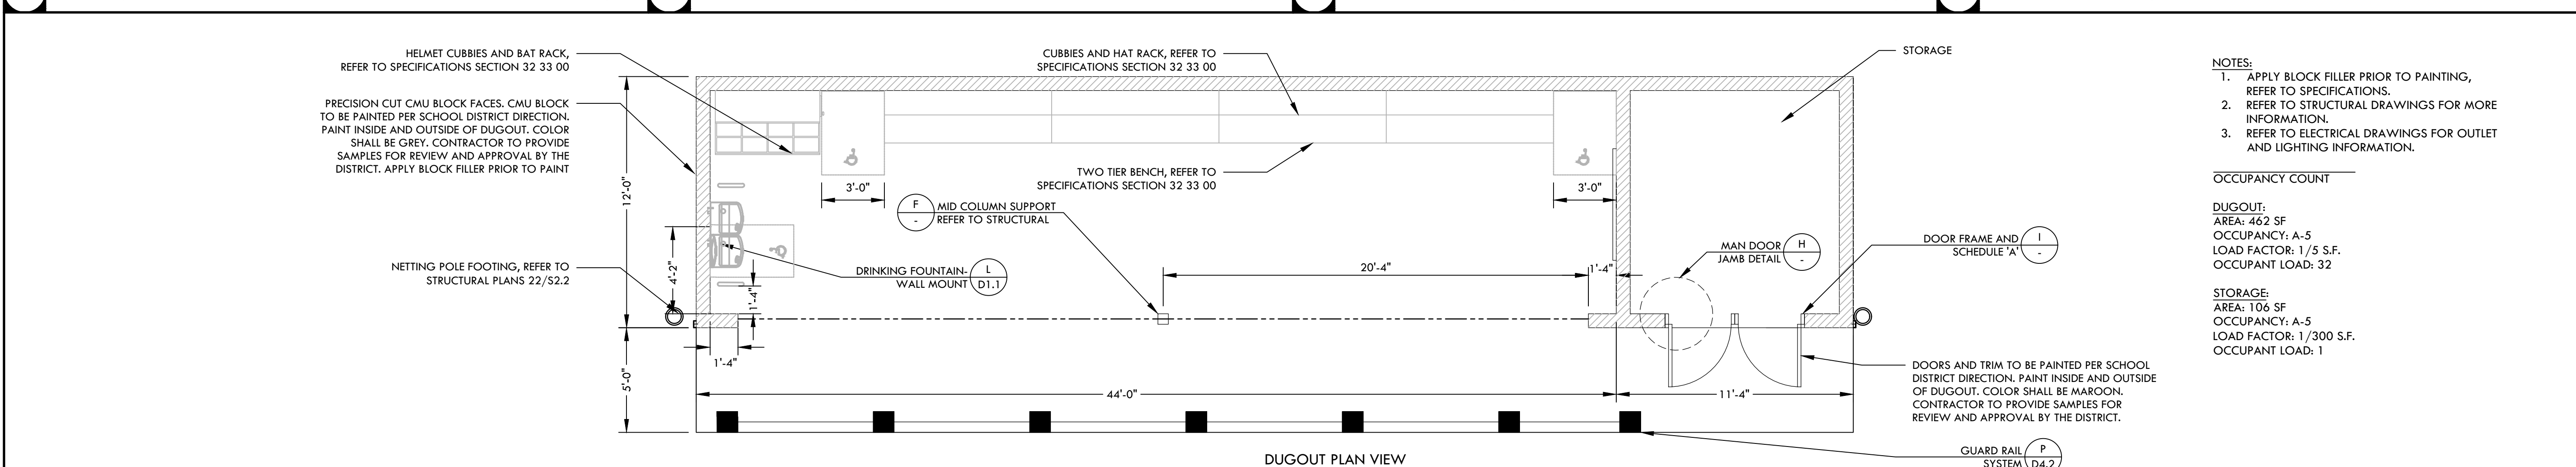 HELMET CUBBIES AND BAT RACK,
REFER TO SPECIFICATIONS SECTION 32 33 00
PRECISION CUT CMU BLOCK FACES. CMU BLOCK
TO BE PAINTED PER SCHOOL DISTRICT DIRECTION.
PAINT INSIDE AND OUTSIDE OF DUGOUT. COLOR
SHALL BE GREY. CONTRACTOR TO PROVIDE
SAMPLES FOR REVIEW AND APPROVAL BY THE
DISTRICT. APPLY BLOCK FILLER PRIOR TO PAINT
NETTING POLE FOOTING, REFER TO
STRUCTURAL PLANS 22/S2.2
12'-0"
4'-2"
5'-0"
1'-4"
1'-4"
3'-0"
CUBBIES AND HAT RACK, REFER TO
SPECIFICATIONS SECTION 32 33 00
TWO TIER BENCH, REFER TO
SPECIFICATIONS SECTION 32 33 00
F
-
MID COLUMN SUPPORT
REFER TO STRUCTURAL
DRINKING FOUNTAIN-
WALL MOUNT
L
D1.1
3'-0"
20'-4"
1'-4"
44'-0"
11'-4"
STORAGE
MAN DOOR
JAMB DETAIL
H
-
DOOR FRAME AND
SCHEDULE 'A'
I
-
DOORS AND TRIM TO BE PAINTED PER SCHOOL
DISTRICT DIRECTION. PAINT INSIDE AND OUTSIDE
OF DUGOUT. COLOR SHALL BE MAROON.
CONTRACTOR TO PROVIDE SAMPLES FOR
REVIEW AND APPROVAL BY THE DISTRICT.
GUARD RAIL
SYSTEM
P
D4.2
DUGOUT PLAN VIEW
NOTES:
1. APPLY BLOCK FILLER PRIOR TO PAINTING,
REFER TO SPECIFICATIONS.
2. REFER TO STRUCTURAL DRAWINGS FOR MORE
INFORMATION.
3. REFER TO ELECTRICAL DRAWINGS FOR OUTLET
AND LIGHTING INFORMATION.
OCCUPANCY COUNT
DUGOUT:
AREA: 462 SF
OCCUPANCY: A-5
LOAD FACTOR: 1/5 S.F.
OCCUPANT LOAD: 32
STORAGE:
AREA: 106 SF
OCCUPANCY: A-5
LOAD FACTOR: 1/300 S.F.
OCCUPANT LOAD: 1